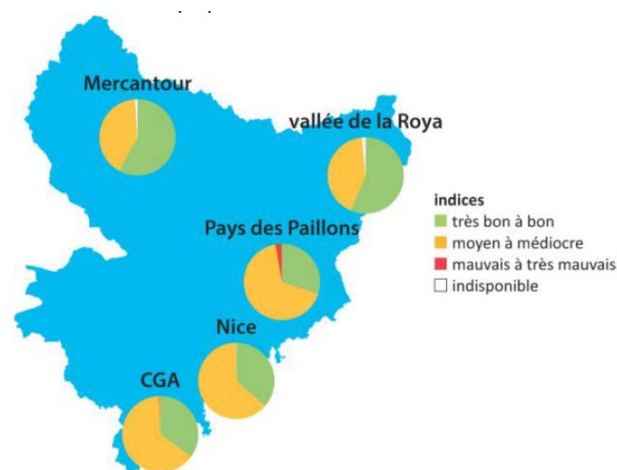 Mercantour
vallée de la Roya
Pays des Paillons
Nice
CGA
indices
très bon à bon
moyen à médiocre
mauvais à très mauvais
indisponible